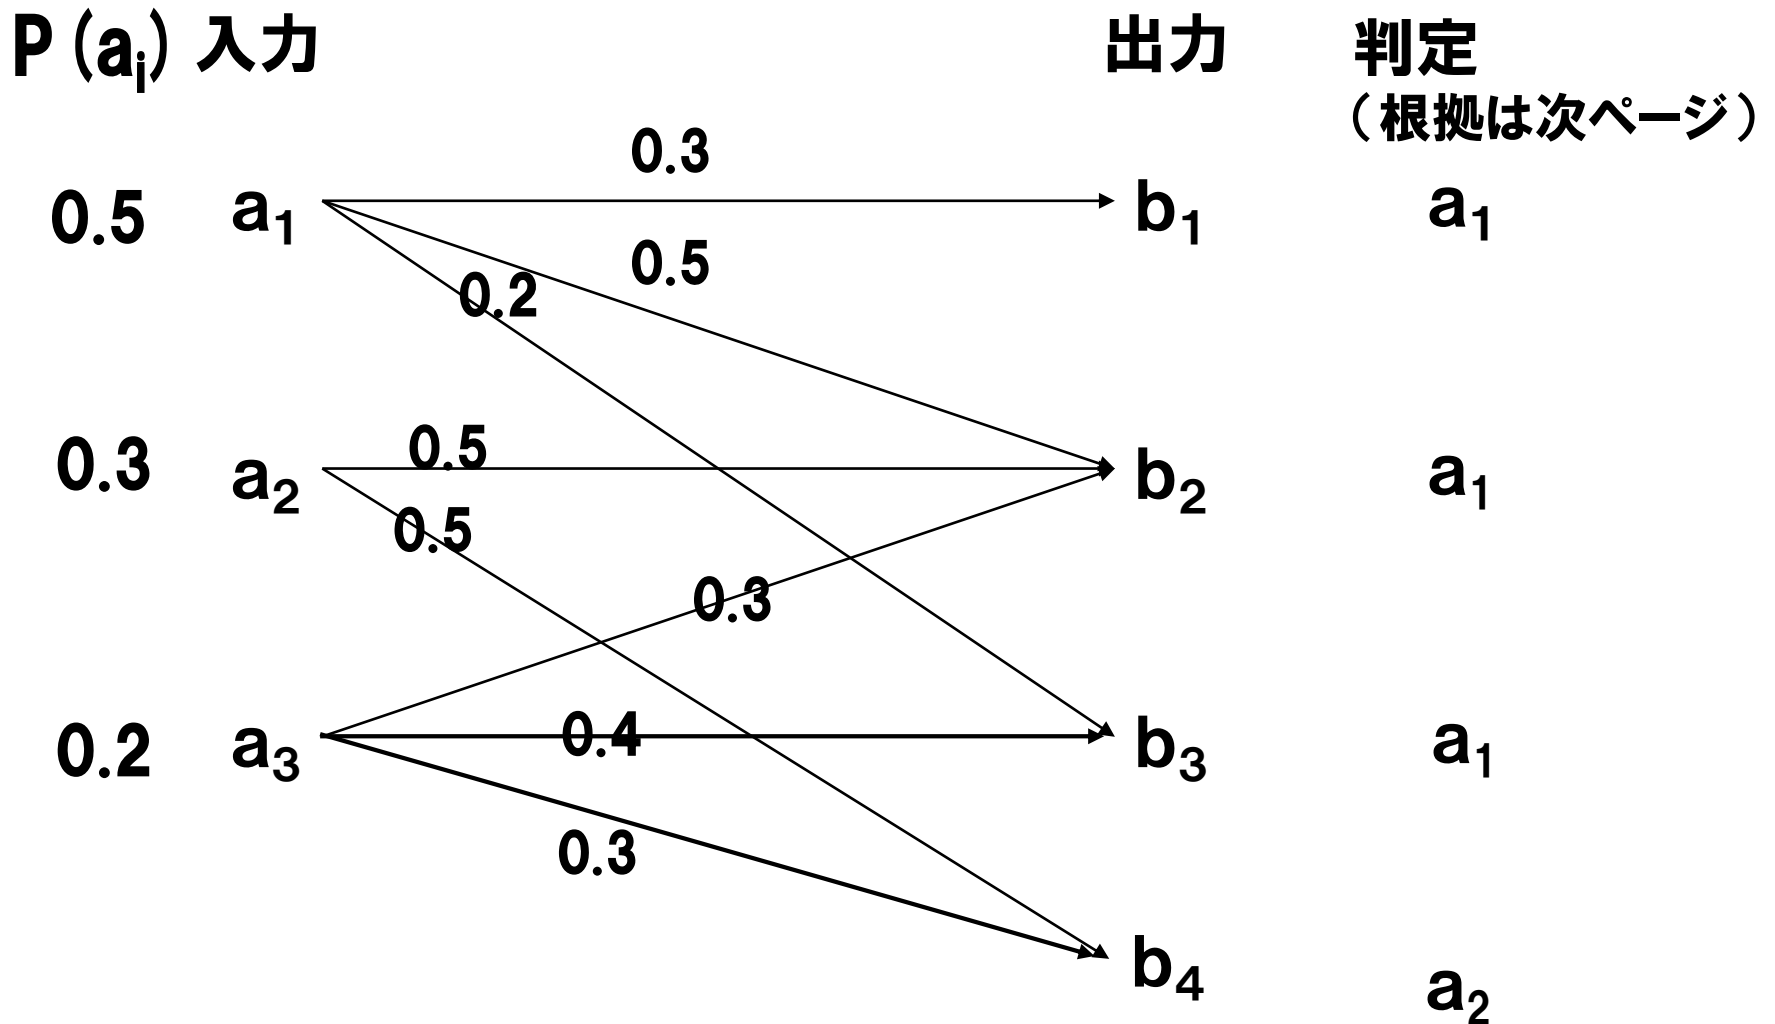 P(aᵢ) 入力 出力 判定
（根拠は次ページ）
0.3
0.5 a₁ b₁ a₁
0.5
0.2
0.5
0.3 a₂ b₂ a₁
0.5
0.3
0.4
0.2 a₃ b₃ a₁
0.3
b₄ a₂